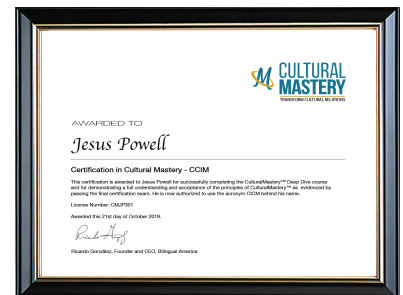 CULTURAL
MASTERY
TRANSFORM CULTURAL RELATIONS
AWARDED TO
Jesus Powell
Certification in Cultural Mastery - CCIM
This certification is awarded to Jesus Powell for successfully completing the CulturalMastery™ Deep Dive course
and for demonstrating a full understanding and acceptance of the principles of CulturalMastery™ as evidenced by
passing the final certification exam. He is now authorized to use the acronym CICM behind his name.
License Number: CMJP301
Awarded this 21st day of October 2019.
Ricardo González, Founder and CEO, Bilingual America